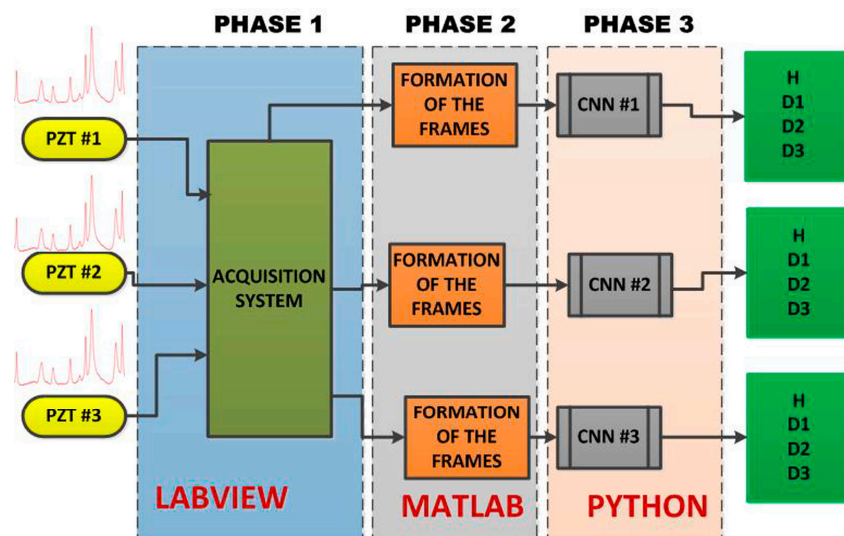 PHASE 1
PHASE 2
PHASE 3
PZT #1
PZT #2
PZT #3
ACQUISITION
SYSTEM
LABVIEW
FORMATION
OF THE
FRAMES
FORMATION
OF THE
FRAMES
FORMATION
OF THE
FRAMES
MATLAB
CNN #1
CNN #2
CNN #3
PYTHON
H
D1
D2
D3
H
D1
D2
D3
H
D1
D2
D3